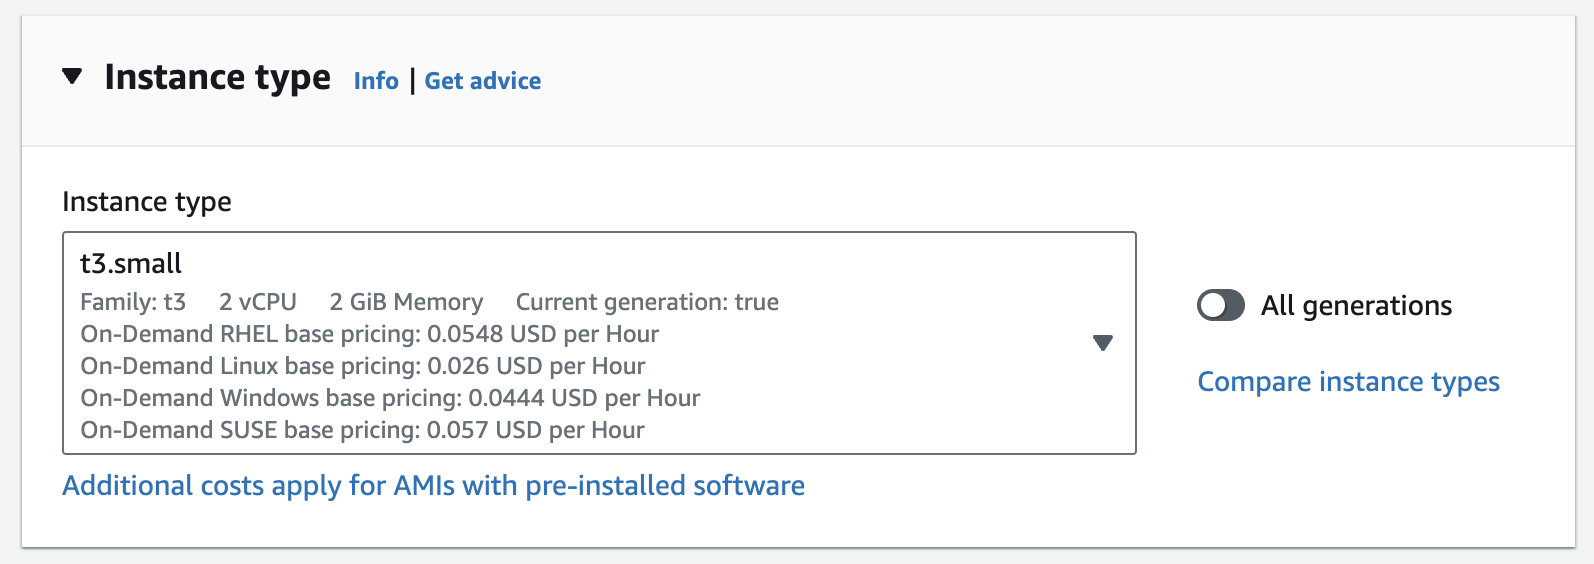 Instance type Info | Get advice
Instance type
t3.small
Family: t3 2 vCPU 2 GiB Memory Current generation: true
On-Demand RHEL base pricing: 0.0548 USD per Hour
On-Demand Linux base pricing: 0.026 USD per Hour
On-Demand Windows base pricing: 0.0444 USD per Hour
On-Demand SUSE base pricing: 0.057 USD per Hour
All generations
Compare instance types
Additional costs apply for AMIs with pre-installed software